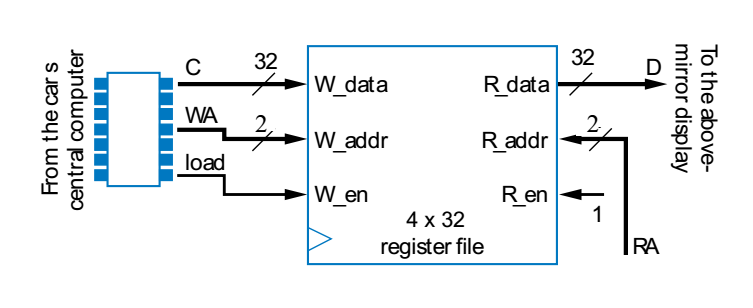 From the car s
central computer
C
32
WA
2
load
W_data
W_addr
W_en
R_data
R_addr
R_en
4 x 32
register file
32
D
2
1
RA
To the above-
mirror display